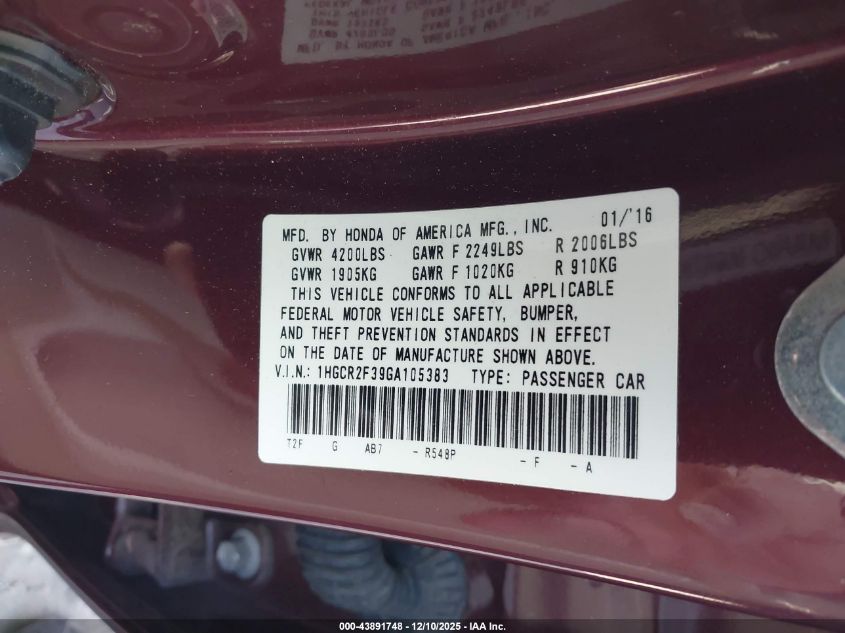 MFD. BY HONDA OF AMERICA MFG., INC. 01/'16
GVWR 4200LBS GAWR F 2249LBS R 2006LBS
GVWR 1905KG GAWR F 1020KG R 910KG
THIS VEHICLE CONFORMS TO ALL APPLICABLE
FEDERAL MOTOR VEHICLE SAFETY, BUMPER,
AND THEFT PREVENTION STANDARDS IN EFFECT
ON THE DATE OF MANUFACTURE SHOWN ABOVE.
V.I.N.: 1HGCR2F39GA105383 TYPE: PASSENGER CAR
T2F G AB7 - R548P - F - A
000-43891748 - 12/10/2025 - IAA Inc.